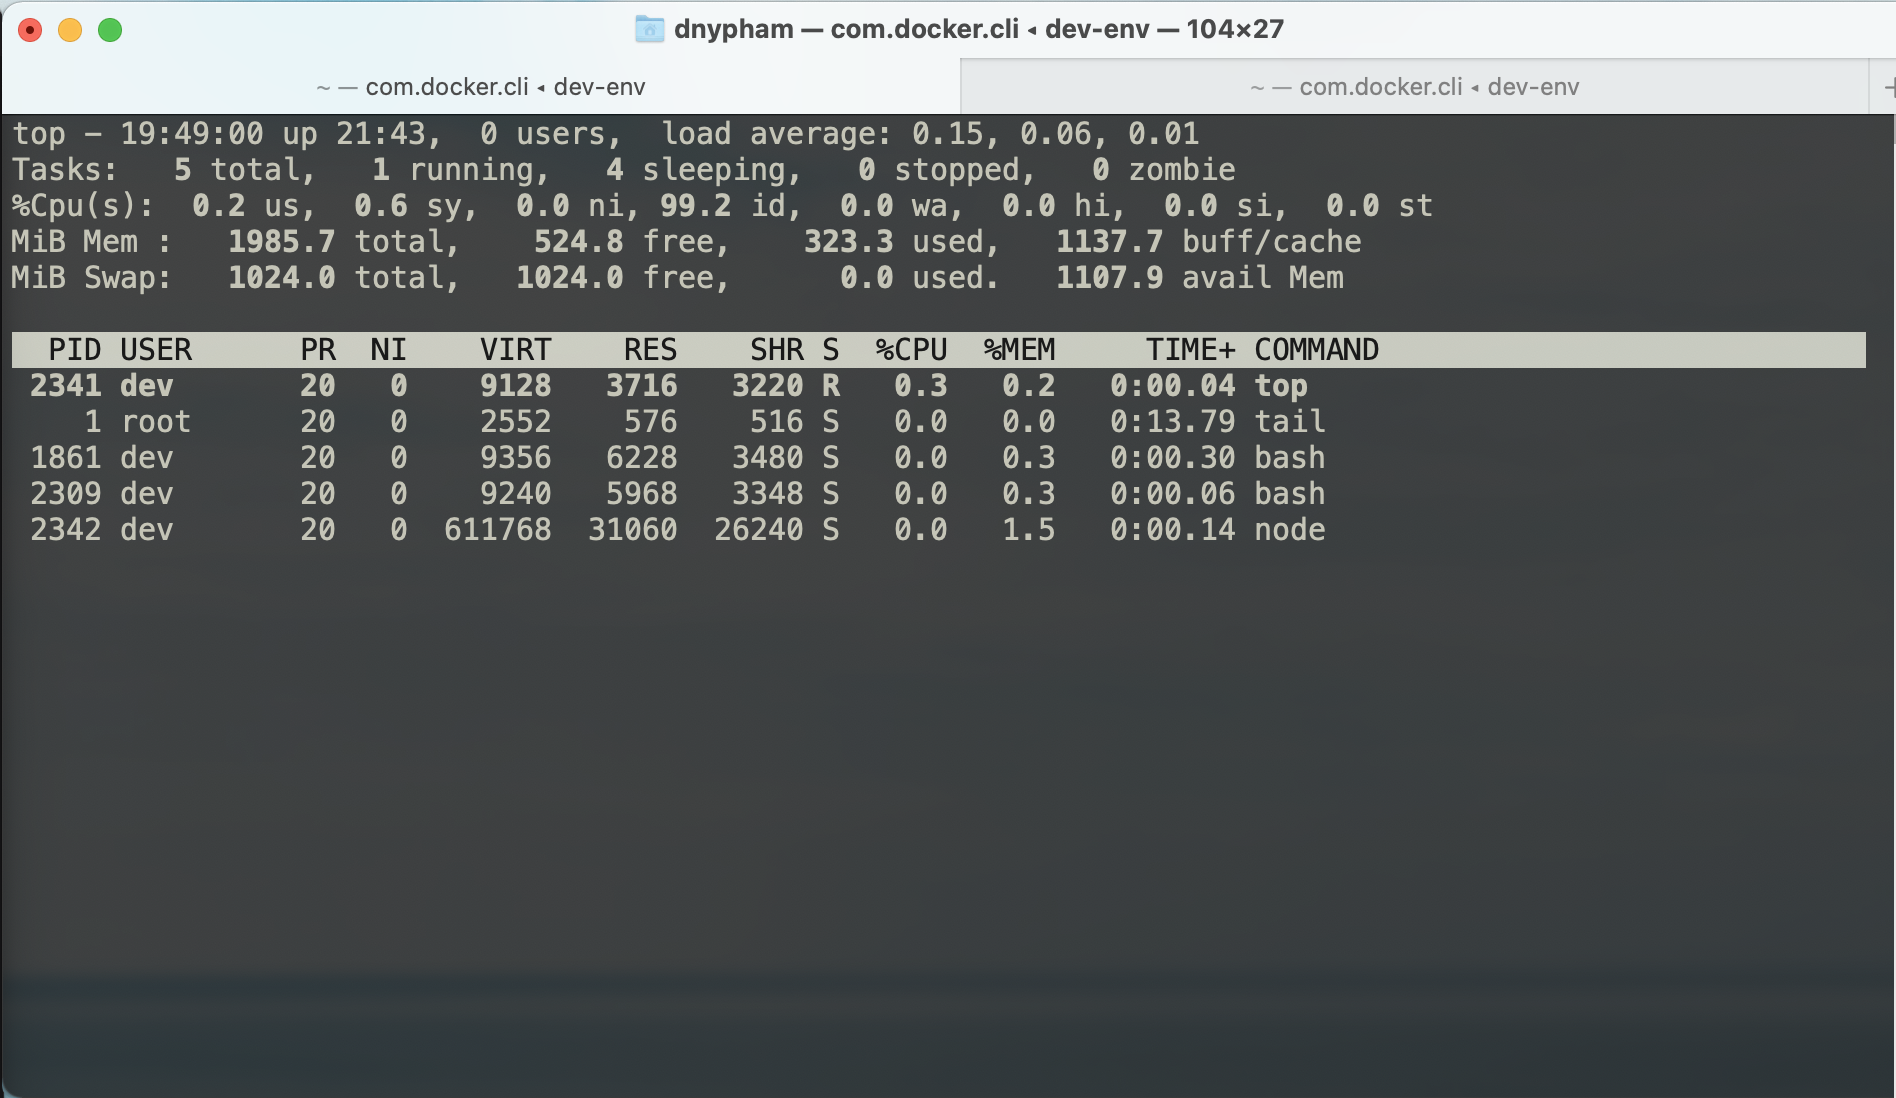 dnypham — com.docker.cli ◂ dev-env — 104×27
~ — com.docker.cli ◂ dev-env
~ — com.docker.cli ◂ dev-env
+
top - 19:49:00 up 21:43,  0 users,  load average: 0.15, 0.06, 0.01
Tasks:   5 total,   1 running,   4 sleeping,   0 stopped,   0 zombie
%Cpu(s):  0.2 us,  0.6 sy,  0.0 ni, 99.2 id,  0.0 wa,  0.0 hi,  0.0 si,  0.0 st
MiB Mem :   1985.7 total,    524.8 free,    323.3 used,   1137.7 buff/cache
MiB Swap:   1024.0 total,   1024.0 free,      0.0 used.   1107.9 avail Mem
  PID USER      PR  NI    VIRT    RES    SHR S  %CPU  %MEM     TIME+ COMMAND
 2341 dev       20   0    9128   3716   3220 R   0.3   0.2   0:00.04 top
    1 root      20   0    2552    576    516 S   0.0   0.0   0:13.79 tail
 1861 dev       20   0    9356   6228   3480 S   0.0   0.3   0:00.30 bash
 2309 dev       20   0    9240   5968   3348 S   0.0   0.3   0:00.06 bash
 2342 dev       20   0  611768  31060  26240 S   0.0   1.5   0:00.14 node